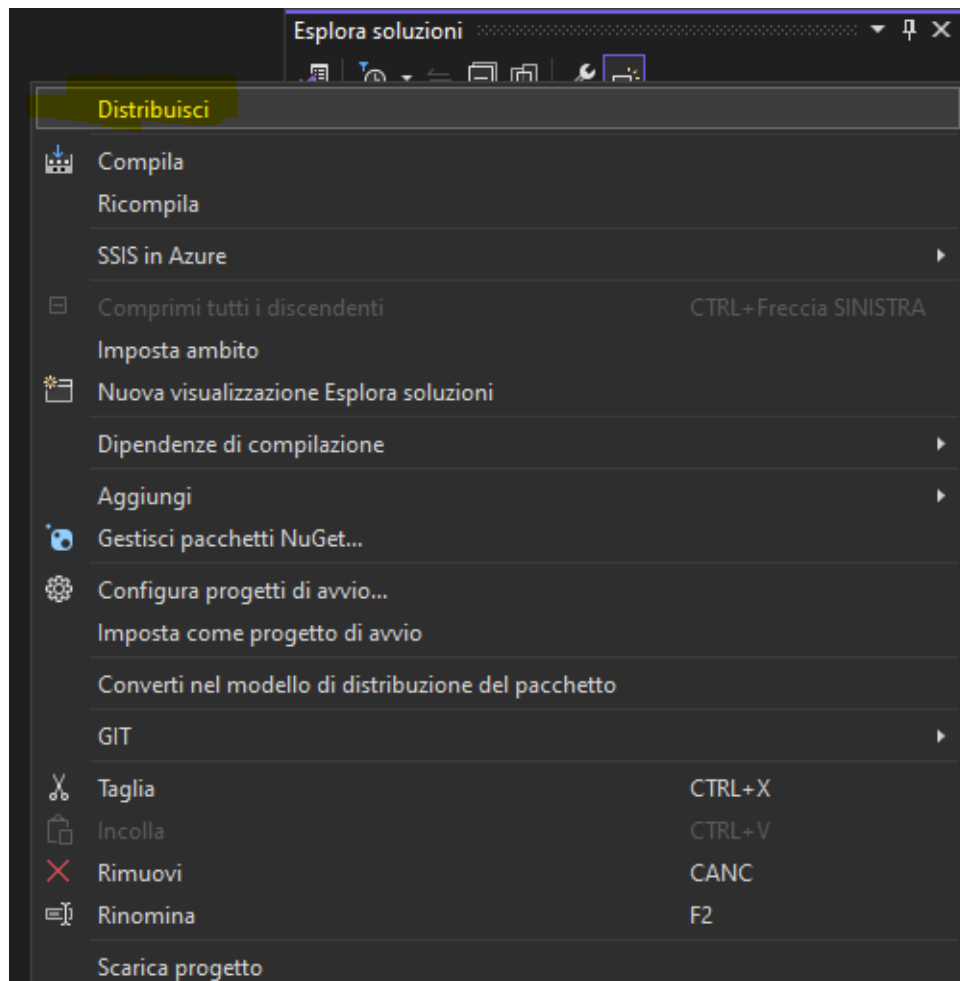 Esplora soluzioni
Distribuisci
Compila
Ricompila
SSIS in Azure
Comprimi tutti i discendenti CTRL+Freccia SINISTRA
Imposta ambito
Nuova visualizzazione Esplora soluzioni
Dipendenze di compilazione
Aggiungi
Gestisci pacchetti NuGet...
Configura progetti di avvio...
Imposta come progetto di avvio
Converti nel modello di distribuzione del pacchetto
GIT
Taglia CTRL+X
Incolla CTRL+V
Rimuovi CANC
Rinomina F2
Scarica progetto